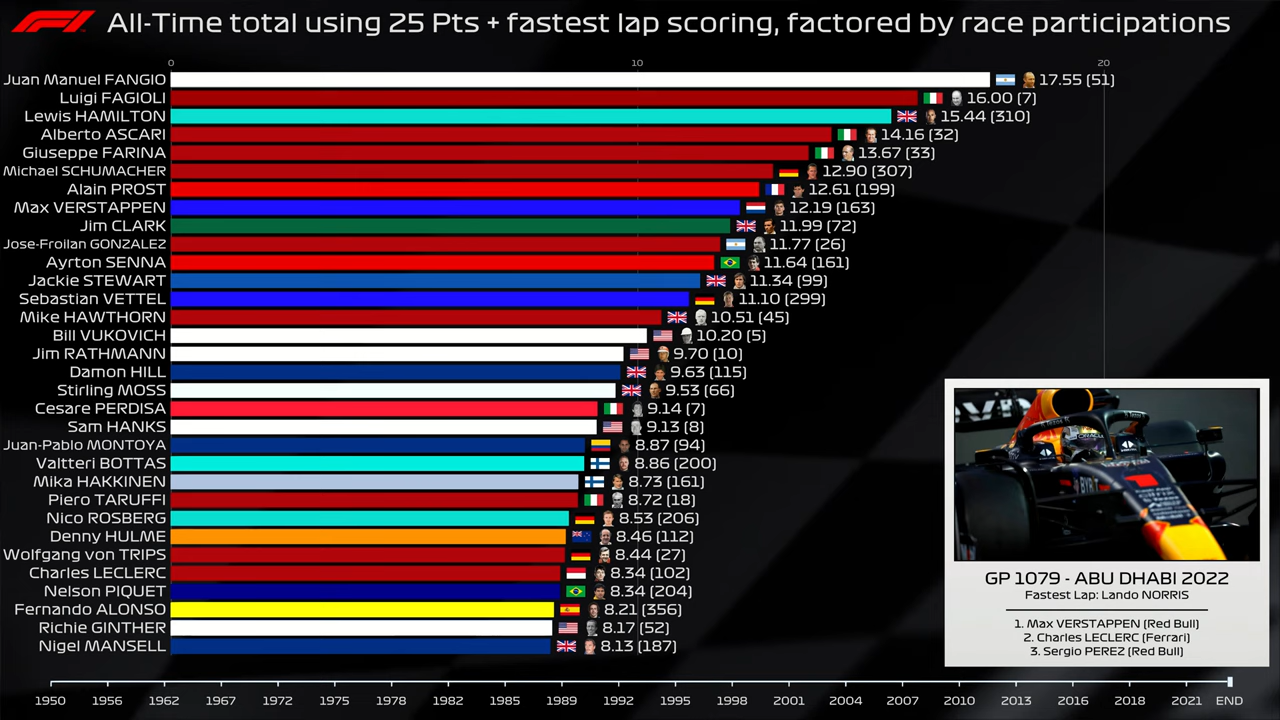 F1 All-Time total using 25 Pts + fastest lap scoring, factored by race participations
0 10 20
Juan Manuel FANGIO 17.55 (51)
Luigi FAGIOLI 16.00 (7)
Lewis HAMILTON 15.44 (310)
Alberto ASCARI 14.16 (32)
Giuseppe FARINA 13.67 (33)
Michael SCHUMACHER 12.90 (307)
Alain PROST 12.61 (199)
Max VERSTAPPEN 12.19 (163)
Jim CLARK 11.99 (72)
Jose-Froilan GONZALEZ 11.77 (26)
Ayrton SENNA 11.64 (161)
Jackie STEWART 11.34 (99)
Sebastian VETTEL 11.10 (299)
Mike HAWTHORN 10.51 (45)
Bill VUKOVICH 10.20 (5)
Jim RATHMANN 9.70 (10)
Damon HILL 9.63 (115)
Stirling MOSS 9.53 (66)
Cesare PERDISA 9.14 (7)
Sam HANKS 9.13 (8)
Juan-Pablo MONTOYA 8.87 (94)
Valtteri BOTTAS 8.86 (200)
Mika HAKKINEN 8.73 (161)
Piero TARUFFI 8.72 (18)
Nico ROSBERG 8.53 (206)
Denny HULME 8.46 (112)
Wolfgang von TRIPS 8.44 (27)
Charles LECLERC 8.34 (102)
Nelson PIQUET 8.34 (204)
Fernando ALONSO 8.21 (356)
Richie GINTHER 8.17 (52)
Nigel MANSELL 8.13 (187)
GP 1079 - ABU DHABI 2022
Fastest Lap: Lando NORRIS
1. Max VERSTAPPEN (Red Bull)
2. Charles LECLERC (Ferrari)
3. Sergio PEREZ (Red Bull)
1950 1956 1962 1967 1972 1975 1978 1982 1985 1989 1992 1995 1998 2001 2004 2007 2010 2013 2016 2018 2021 END